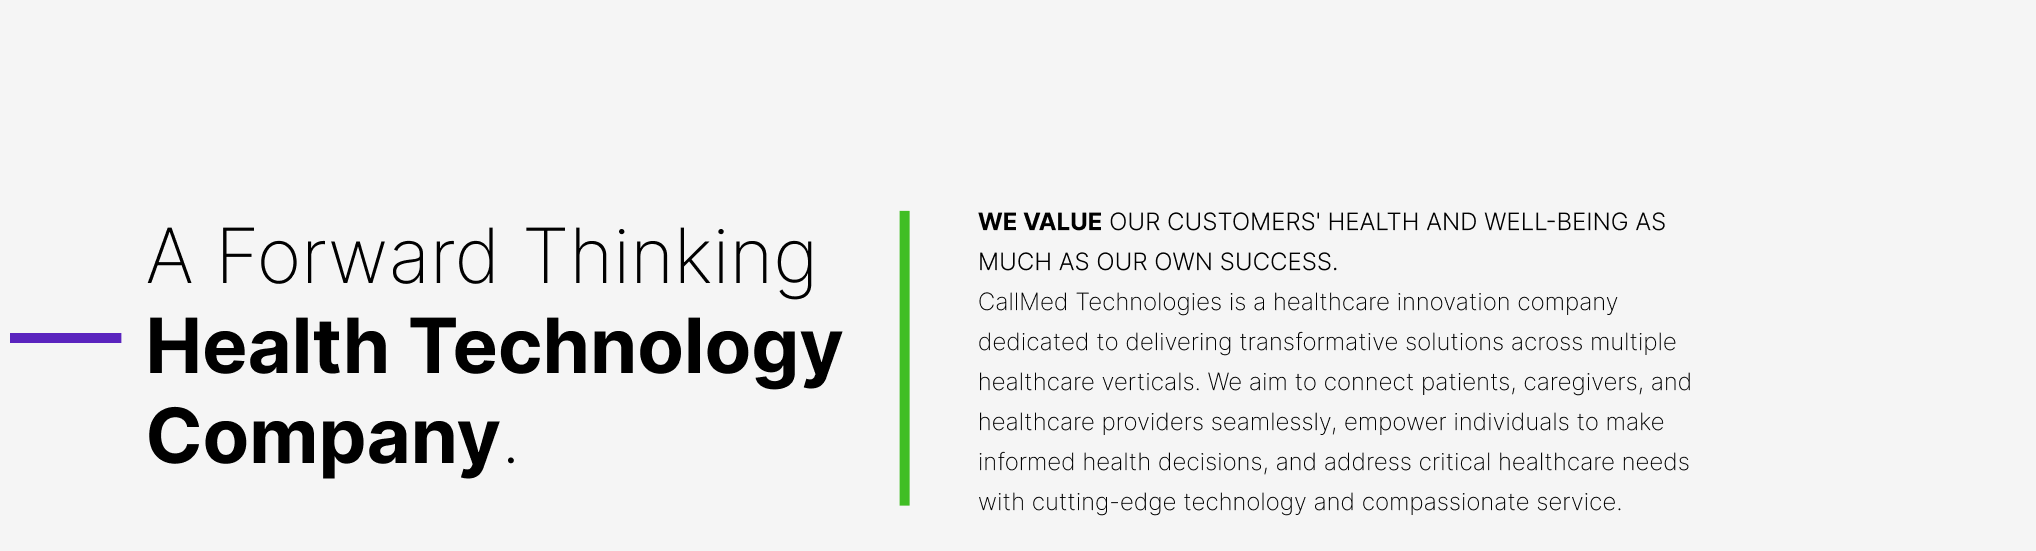 A Forward Thinking
Health Technology
Company.
WE VALUE OUR CUSTOMERS' HEALTH AND WELL-BEING AS
MUCH AS OUR OWN SUCCESS.
CallMed Technologies is a healthcare innovation company
dedicated to delivering transformative solutions across multiple
healthcare verticals. We aim to connect patients, caregivers, and
healthcare providers seamlessly, empower individuals to make
informed health decisions, and address critical healthcare needs
with cutting-edge technology and compassionate service.